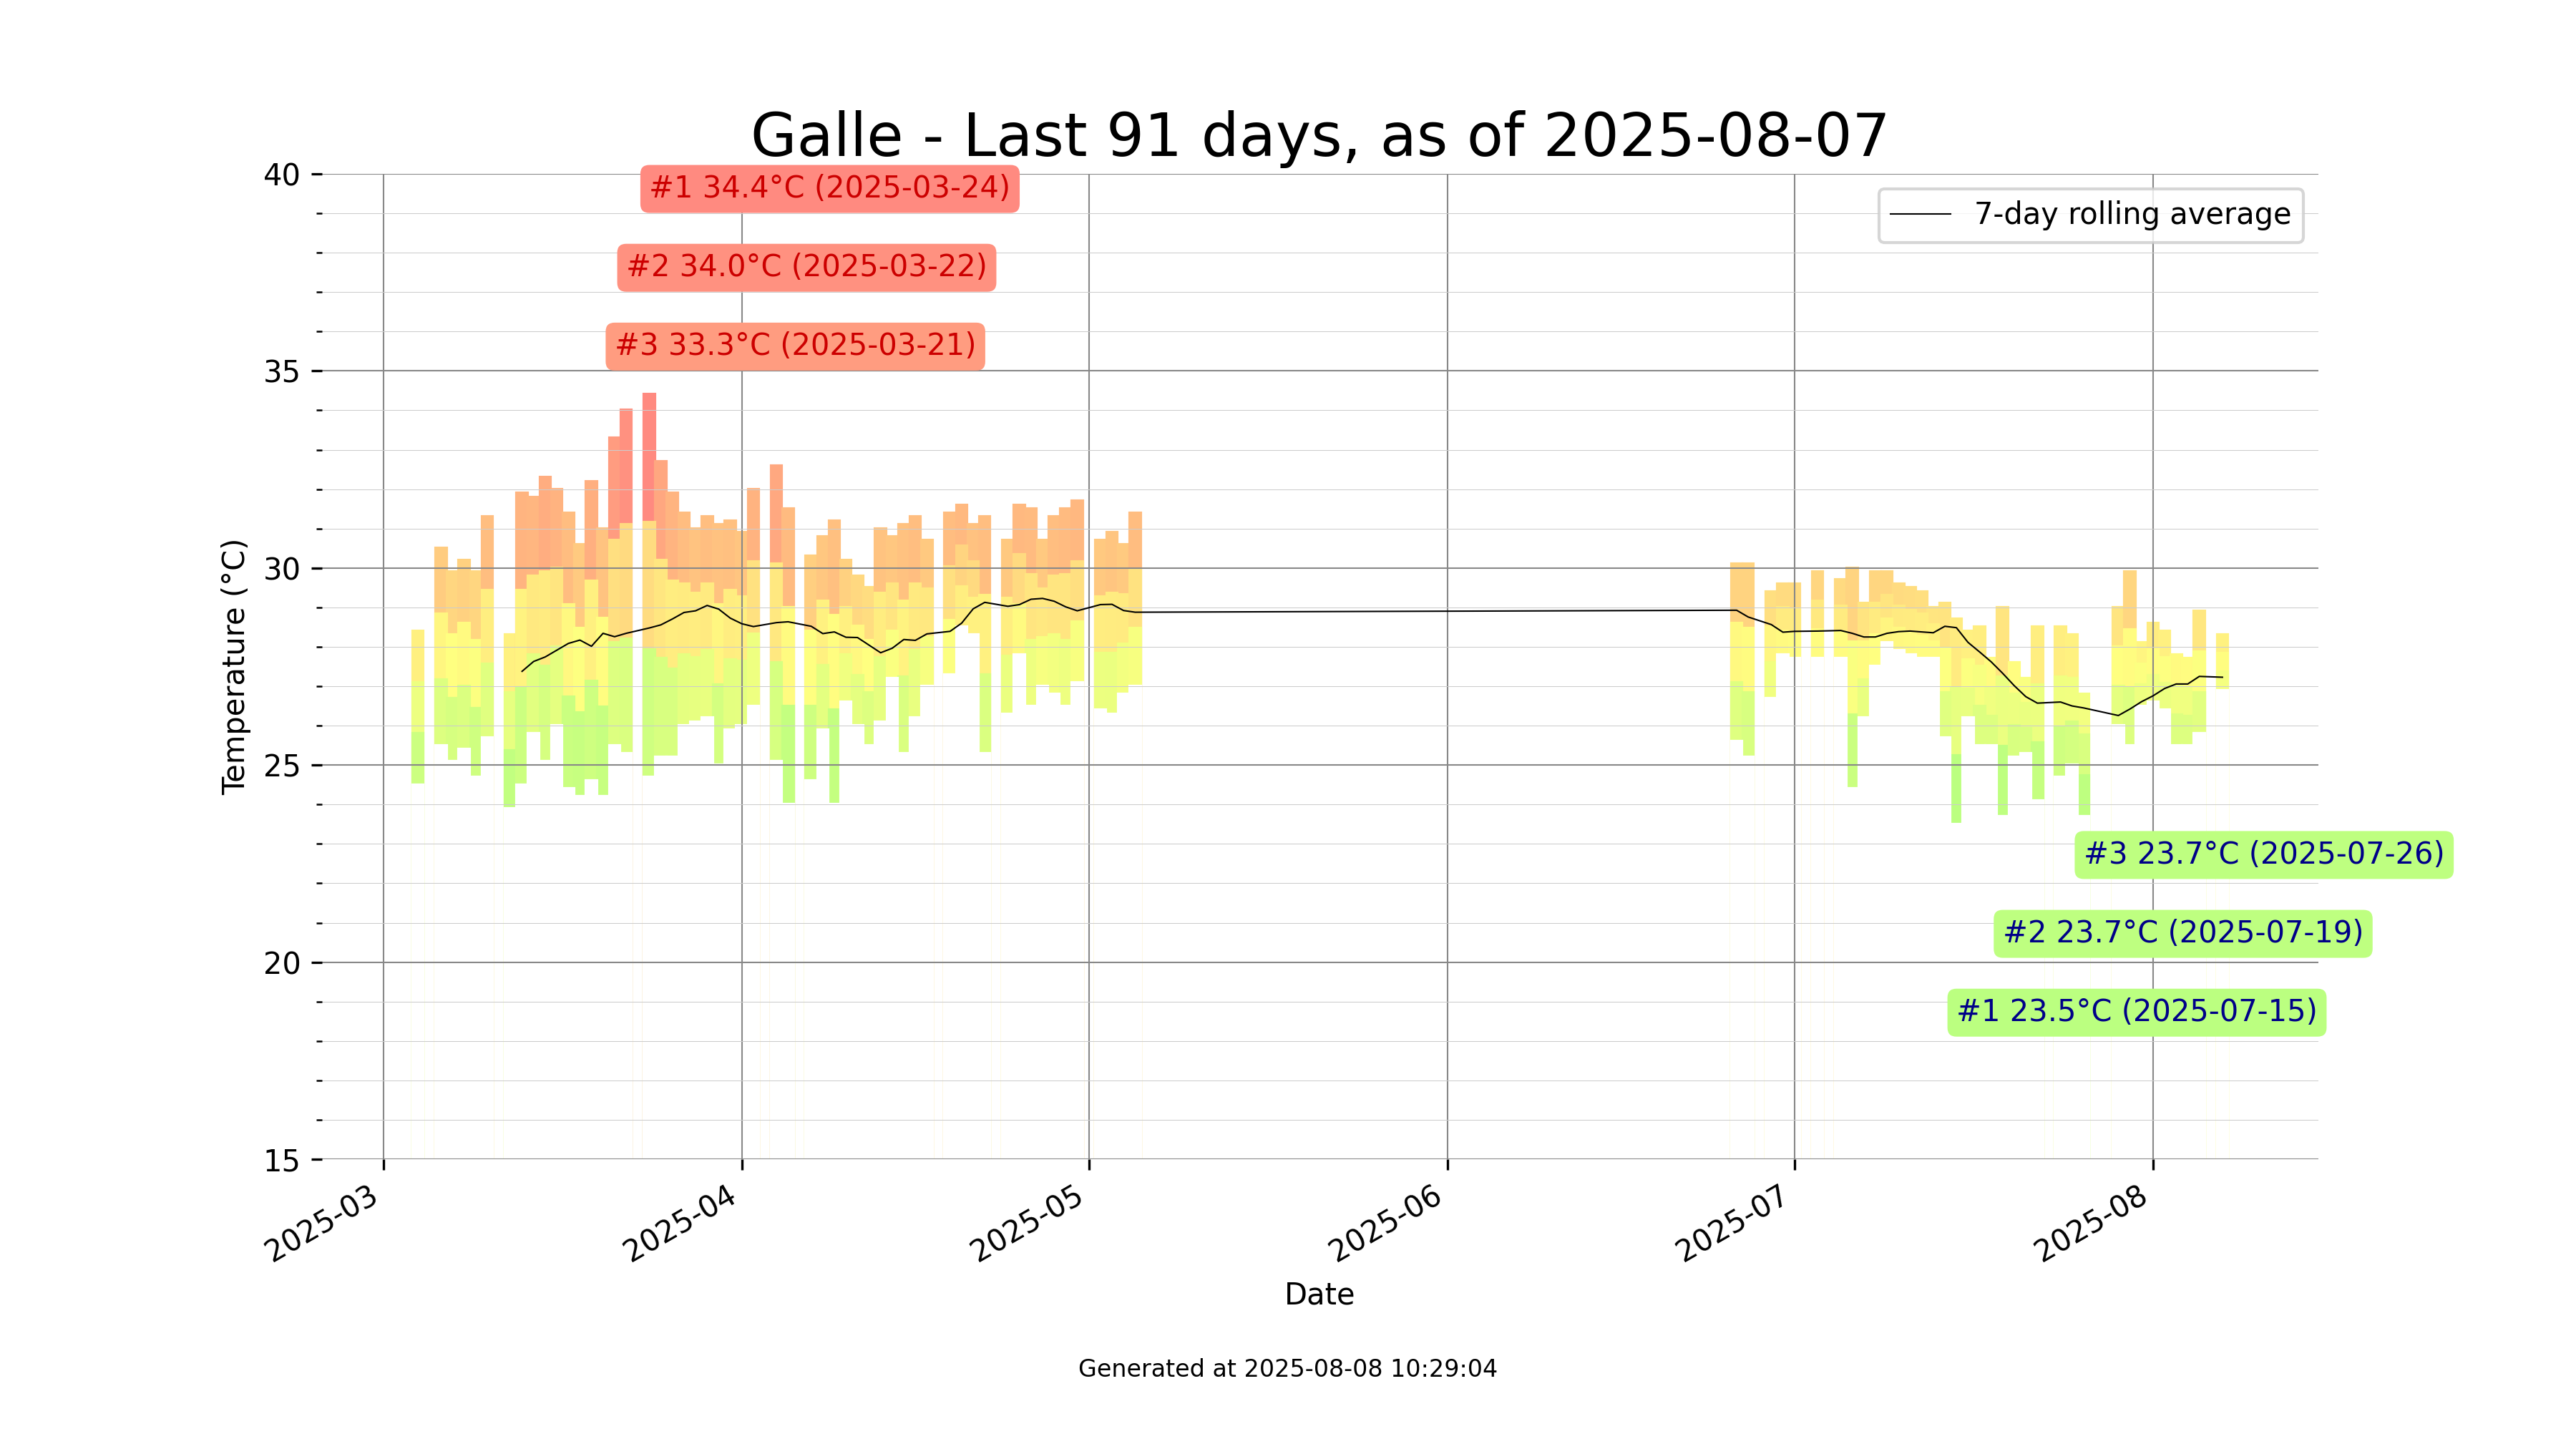 Galle - Last 91 days, as of 2025-08-07
40
#1 34.4°C (2025-03-24)
7-day rolling average
#2 34.0°C (2025-03-22)
#3 33.3°C (2025-03-21)
35
30
Temperature (°C)
25
#3 23.7°C (2025-07-26)
#2 23.7°C (2025-07-19)
20
#1 23.5°C (2025-07-15)
15
2025-03
2025-04
2025-05
2025-06
2025-07
2025-08
Date
Generated at 2025-08-08 10:29:04